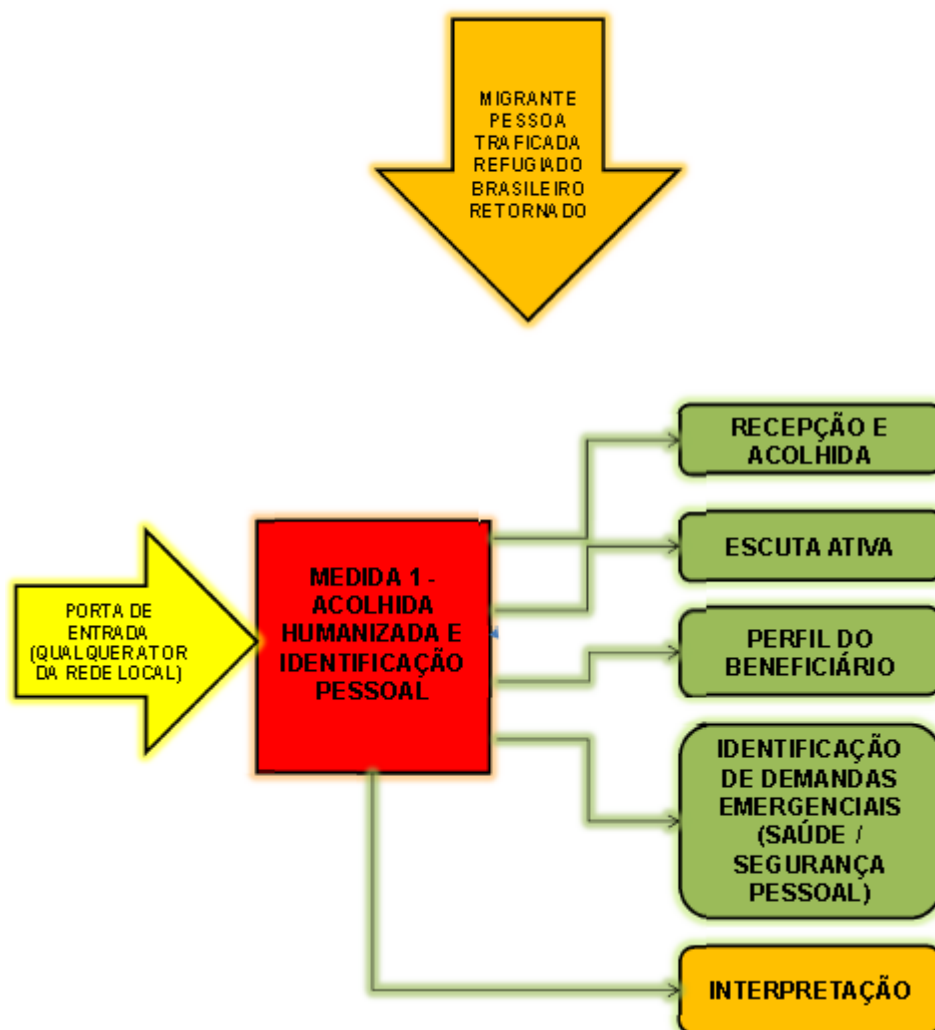 MIGRANTE
PESSOA
TRAFICADA
REFUGIADO
BRASILEIRO
RETORNADO
RECEPÇÃO E
ACOLHIDA
ESCUTA ATIVA
PORTA DE
ENTRADA
(QUALQUER ATOR
DA REDE LOCAL)
MEDIDA 1 -
ACOLHIDA
HUMANIZADA E
IDENTIFICAÇÃO
PESSOAL
PERFIL DO
BENEFICIÁRIO
IDENTIFICAÇÃO
DE DEMANDAS
EMERGENCIAIS
(SAÚDE /
SEGURANÇA
PESSOAL)
INTERPRETAÇÃO